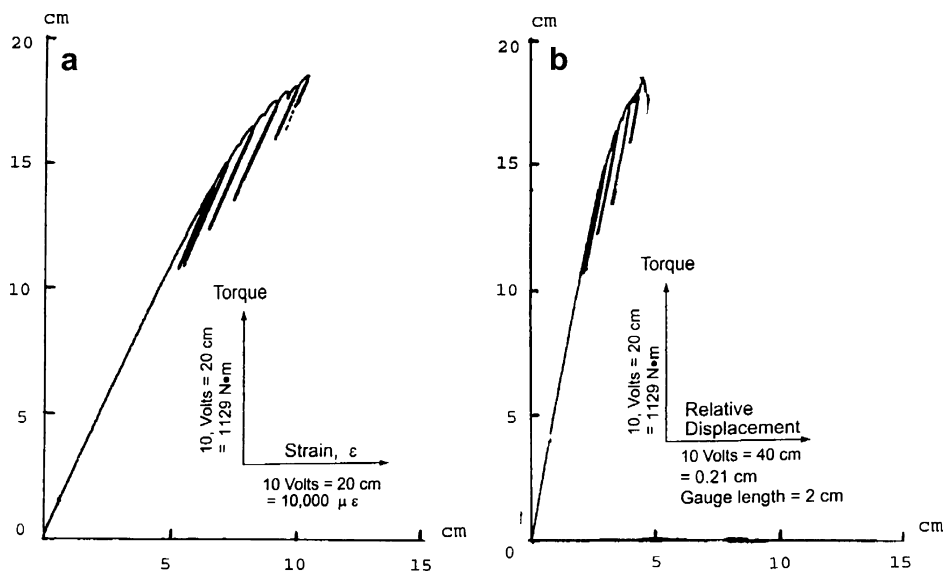 cm
20
a
15
10
5
0
Torque
10, Volts = 20 cm
= 1129 N•m
Strain, ε
10 Volts = 20 cm
= 10,000 μ ε
5
10
15
cm
cm
20
b
15
10
5
0
Torque
10, Volts = 20 cm
= 1129 N•m
Relative
Displacement
10 Volts = 40 cm
= 0.21 cm
Gauge length = 2 cm
5
10
15
cm